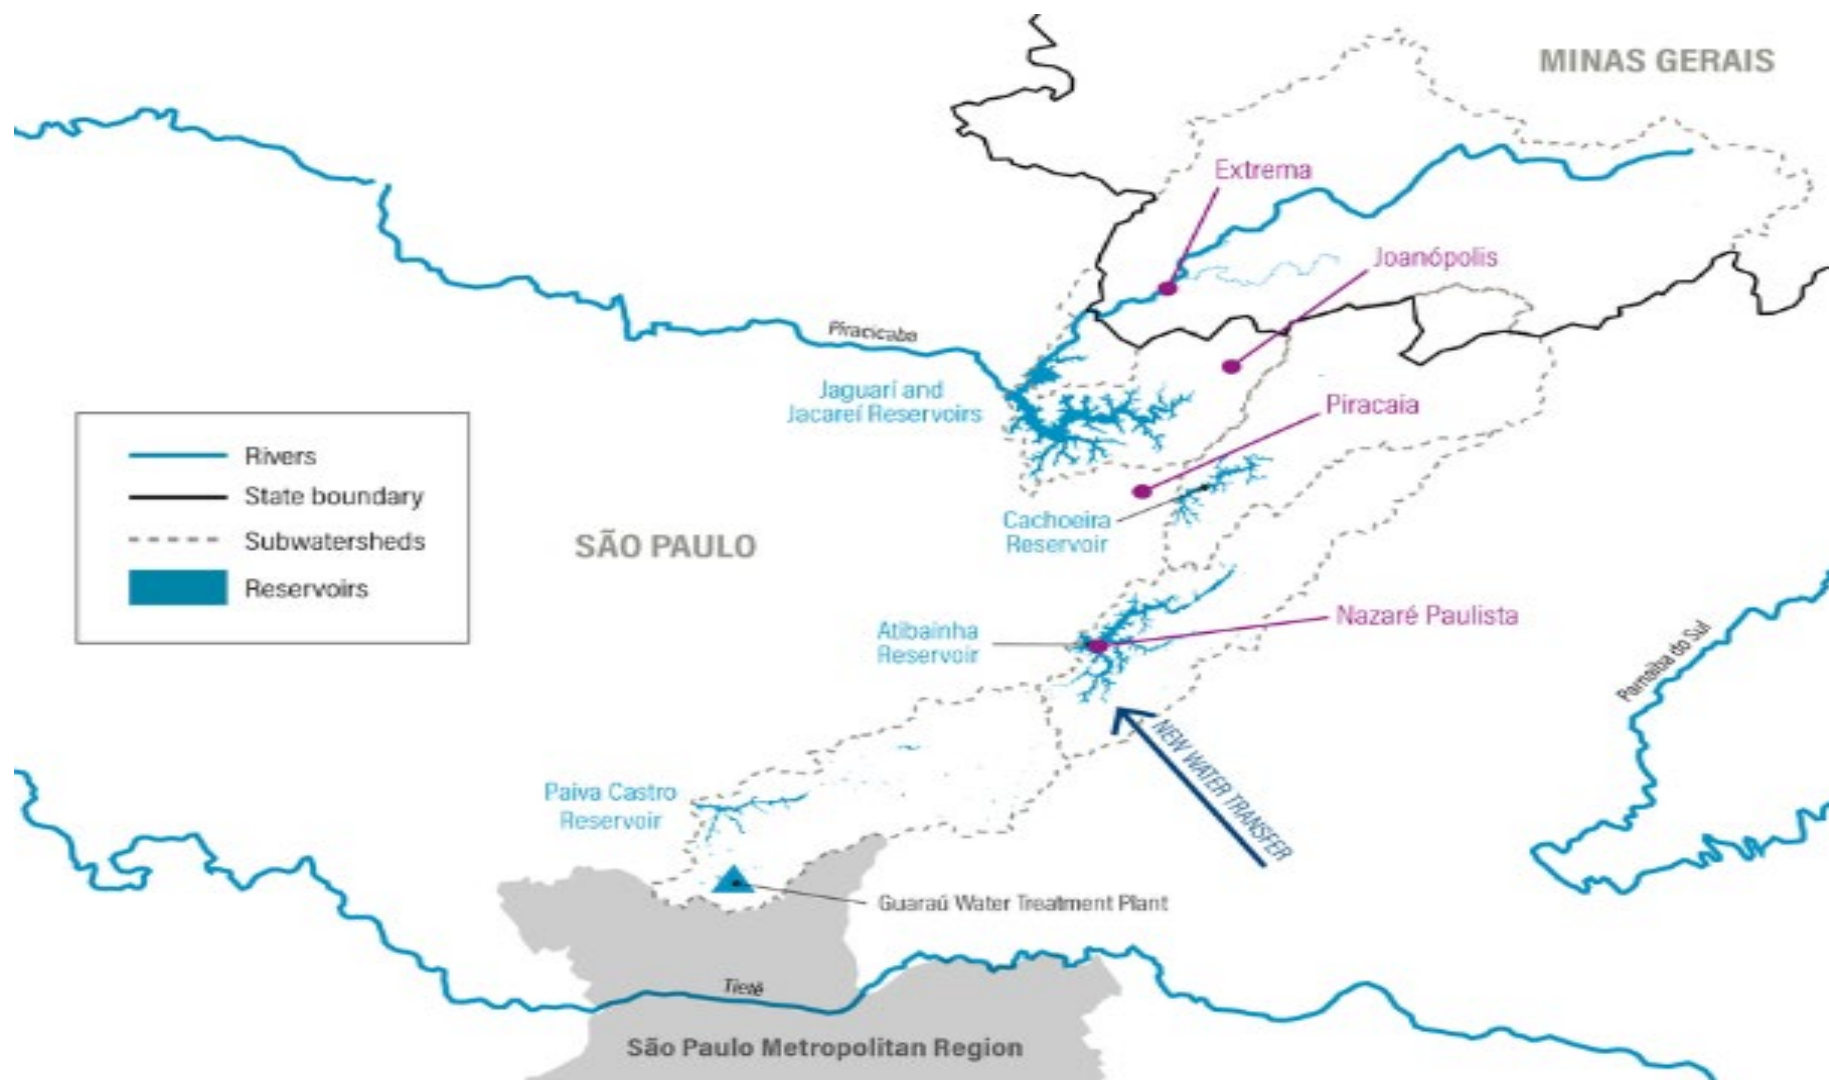 MINAS GERAIS
Extrema
Joanópolis
Piracicaba
Jaguarí and
Jacareí Reservoirs
Piracaia
Rivers
State boundary
Subwatersheds
Reservoirs
SÃO PAULO
Cachoeira
Reservoir
Atibainha
Reservoir
Nazaré Paulista
Parnaíba do Sul
NEW WATER TRANSFER
Paiva Castro
Reservoir
Guaraú Water Treatment Plant
Tietê
São Paulo Metropolitan Region